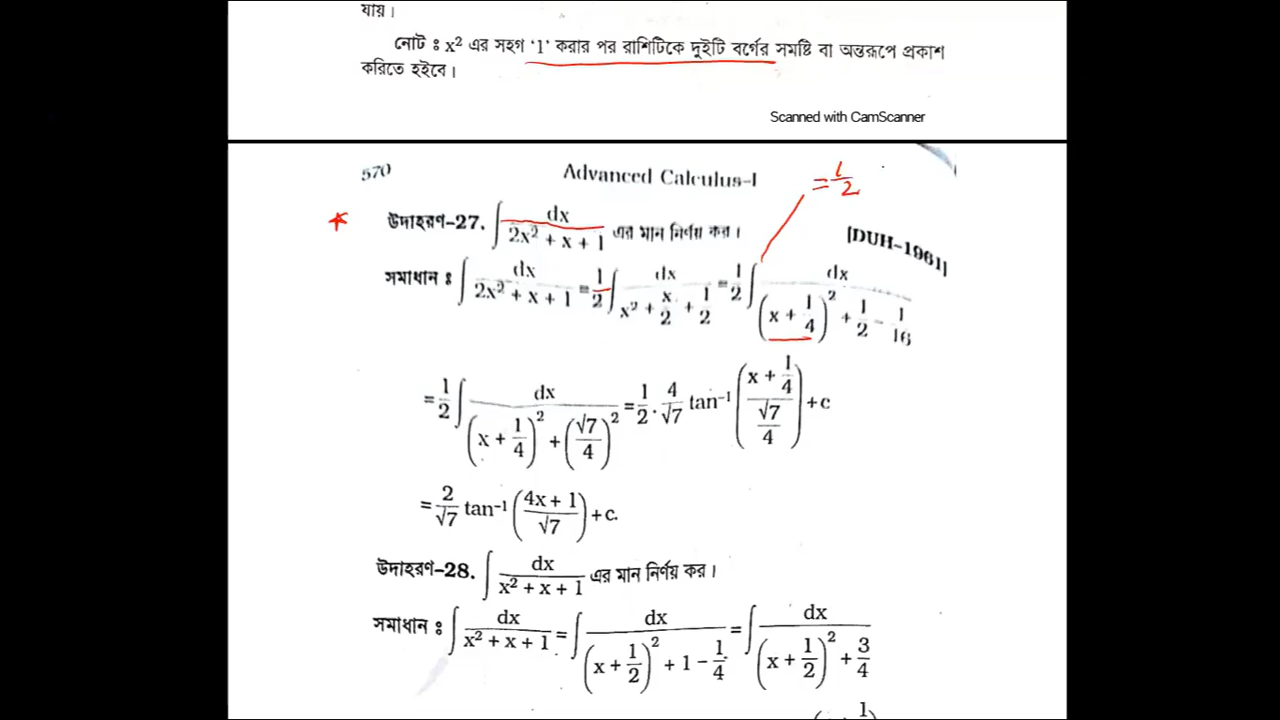 যায়।
নোট ঃ x² এর সহগ '1' করার পর রাশিটিকে দুইটি বর্গের সমষ্টি বা অন্তরূপে প্রকাশ
করিতে হইবে।
Scanned with CamScanner
570 Advanced Calculus-I
= 1/2
উদাহরণ-27. ∫ dx/(2x² + x + 1) এর মান নির্ণয় কর। [DUH-1961]
সমাধান ঃ ∫ dx/(2x² + x + 1) = 1/2 ∫ dx/(x² + x/2 + 1/2) = 1/2 ∫ dx/((x + 1/4)² + 1/2 − 1/16)
= 1/2 ∫ dx/((x + 1/4)² + (√7/4)²) = 1/2 . 4/√7 tan⁻¹ ((x + 1/4)/(√7/4)) + c
= 2/√7 tan⁻¹ ((4x + 1)/√7) + c.
উদাহরণ-28. ∫ dx/(x² + x + 1) এর মান নির্ণয় কর।
সমাধান ঃ ∫ dx/(x² + x + 1) = ∫ dx/((x + 1/2)² + 1 − 1/4) = ∫ dx/((x + 1/2)² + 3/4)